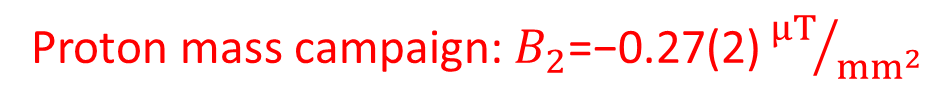 Proton mass campaign: B₂=−0.27(2) μT/mm²